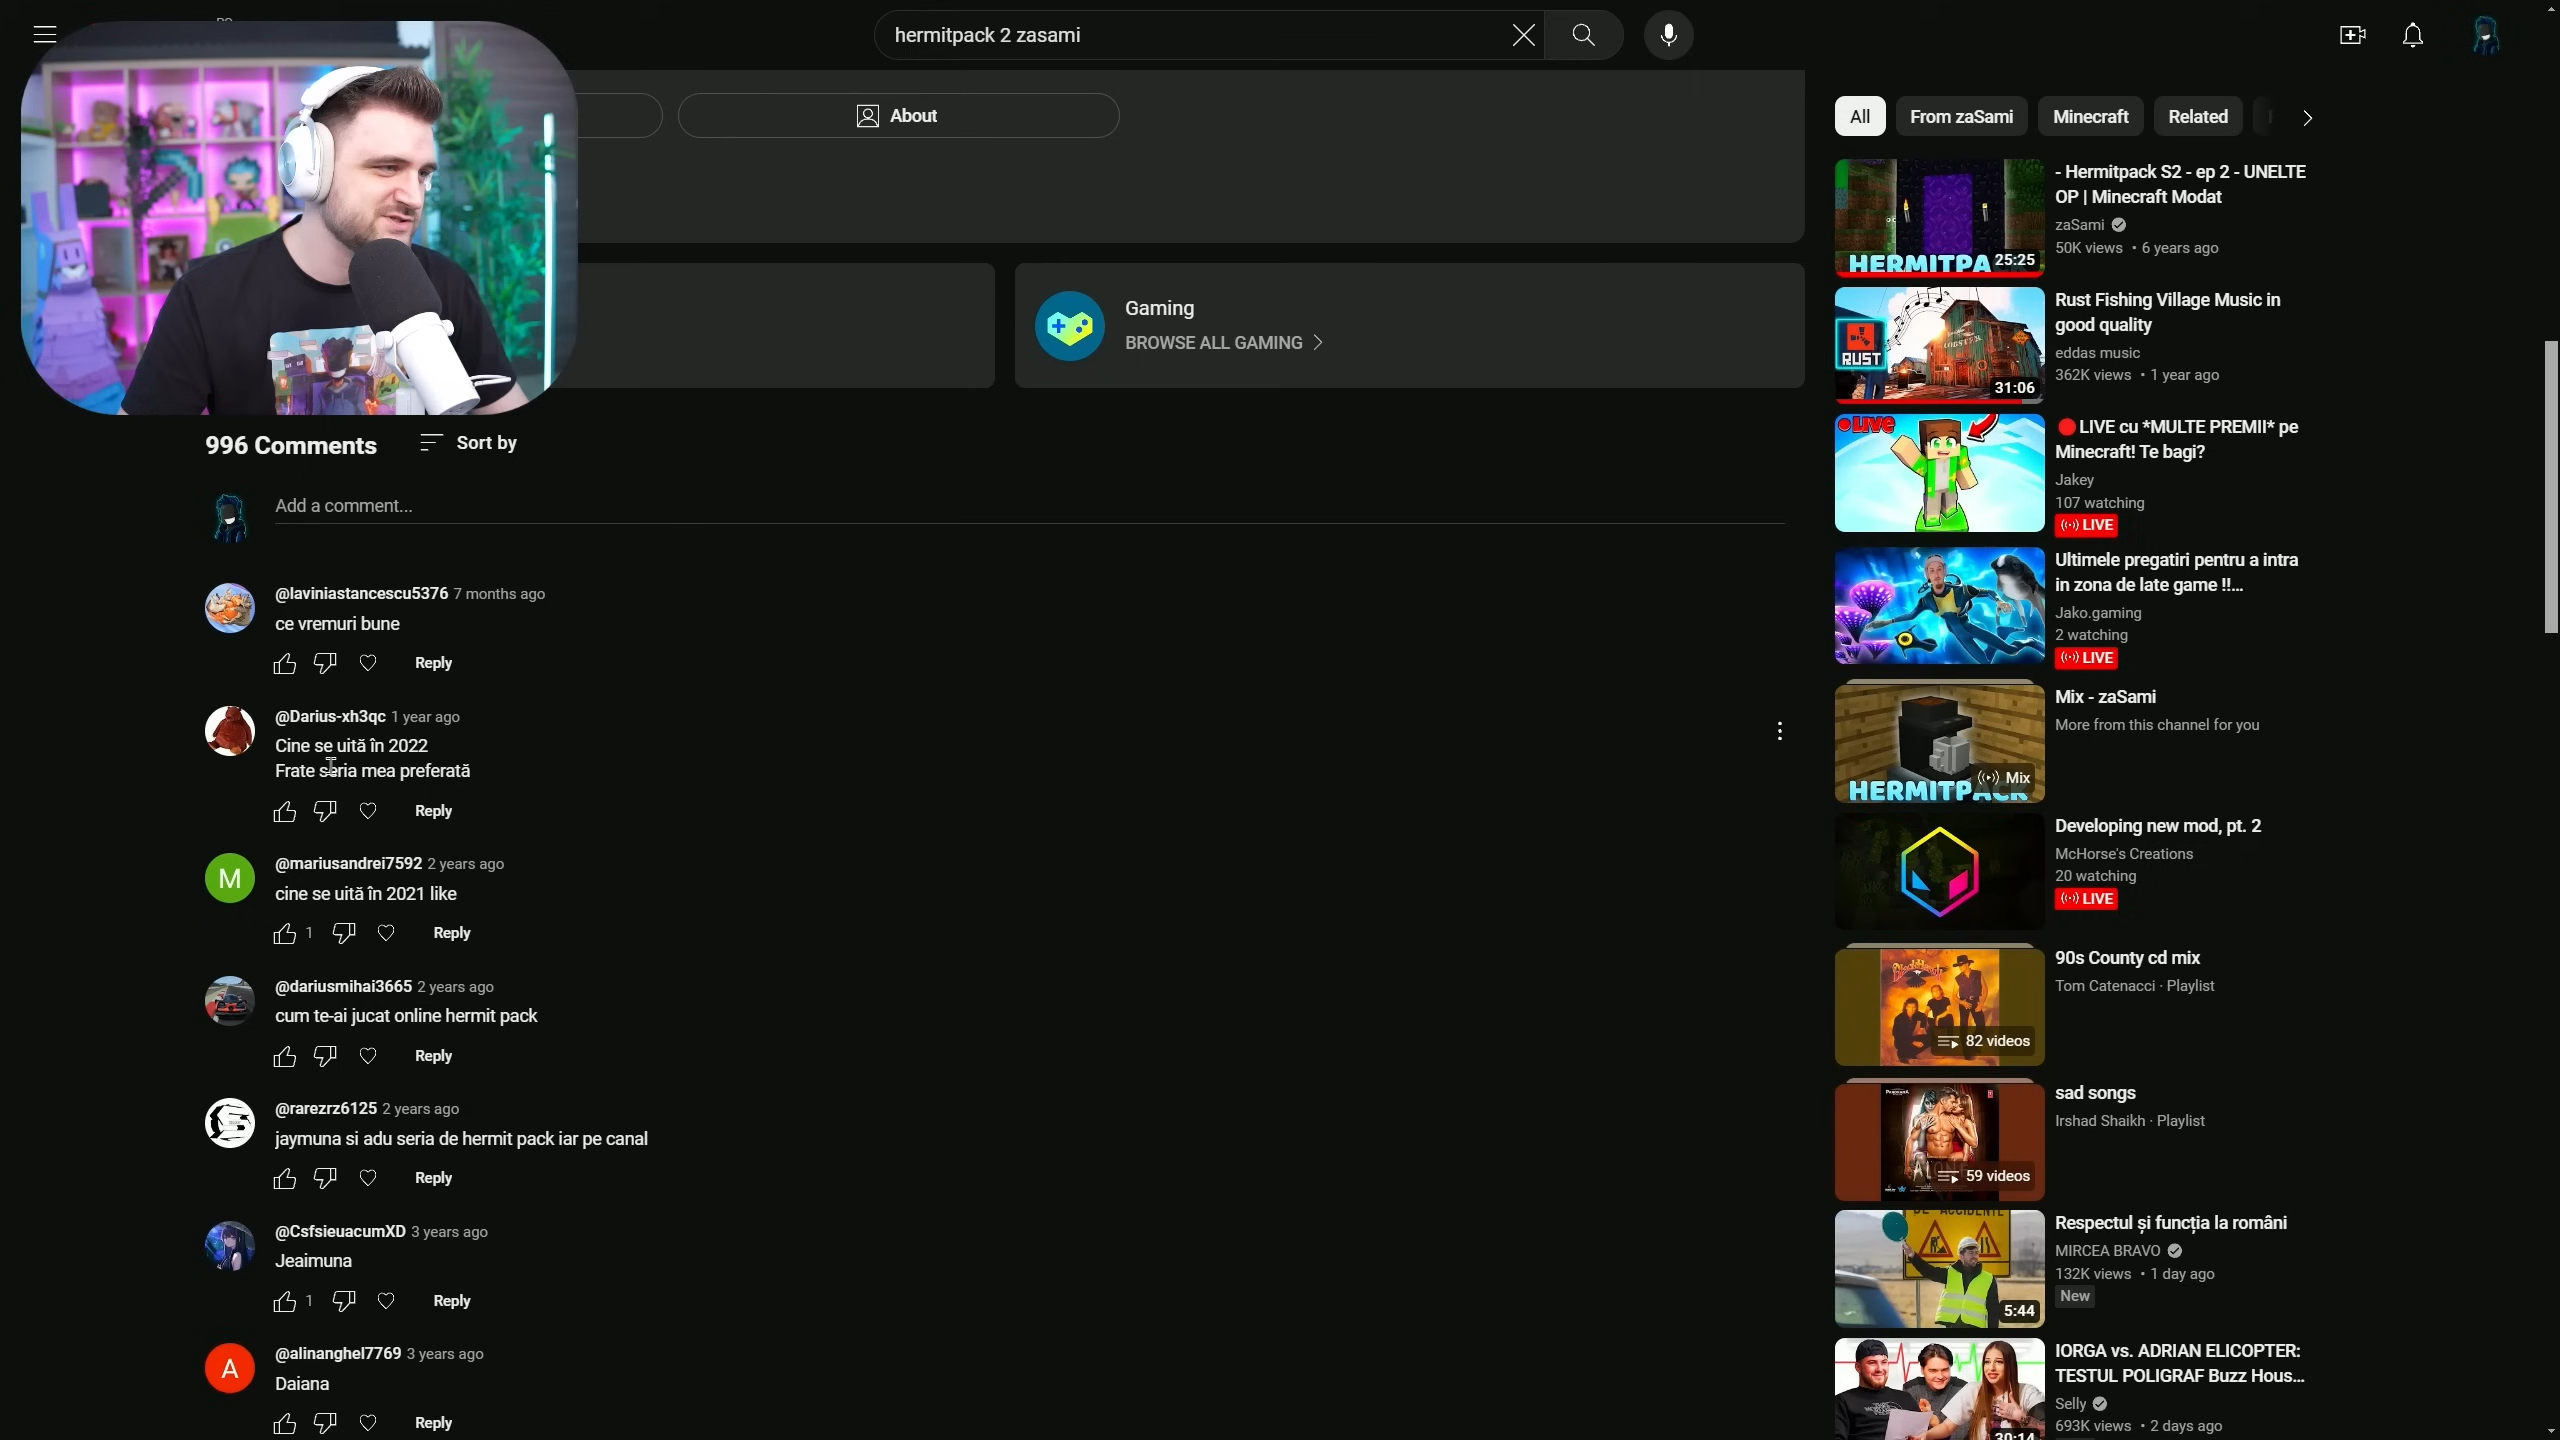 hermitpack 2 zasami
About
Gaming
BROWSE ALL GAMING
996 Comments
Sort by
Add a comment...
@laviniastancescu5376 7 months ago
ce vremuri bune
Reply
@Darius-xh3qc 1 year ago
Cine se uită în 2022
Frate seria mea preferată
Reply
@mariusandrei7592 2 years ago
cine se uită în 2021 like
1
Reply
@dariusmihai3665 2 years ago
cum te-ai jucat online hermit pack
Reply
@rarezrz6125 2 years ago
jaymuna si adu seria de hermit pack iar pe canal
Reply
@CsfsieuacumXD 3 years ago
Jeaimuna
1
Reply
@alinanghel7769 3 years ago
Daiana
Reply
M
A
All
From zaSami
Minecraft
Related
HERMITPA
25:25
- Hermitpack S2 - ep 2 - UNELTE
OP | Minecraft Modat
zaSami
50K views • 6 years ago
RUST
31:06
Rust Fishing Village Music in
good quality
eddas music
362K views • 1 year ago
LIVE
LIVE cu *MULTE PREMII* pe
Minecraft! Te bagi?
Jakey
107 watching
LIVE
Ultimele pregatiri pentru a intra
in zona de late game !!...
Jako.gaming
2 watching
LIVE
Mix
HERMITPACK
Mix - zaSami
More from this channel for you
Developing new mod, pt. 2
McHorse's Creations
20 watching
LIVE
82 videos
90s County cd mix
Tom Catenacci · Playlist
59 videos
sad songs
Irshad Shaikh · Playlist
DE ACCIDENTE
5:44
Respectul și funcția la români
MIRCEA BRAVO
132K views • 1 day ago
New
30:14
IORGA vs. ADRIAN ELICOPTER:
TESTUL POLIGRAF Buzz Hous...
Selly
693K views • 2 days ago